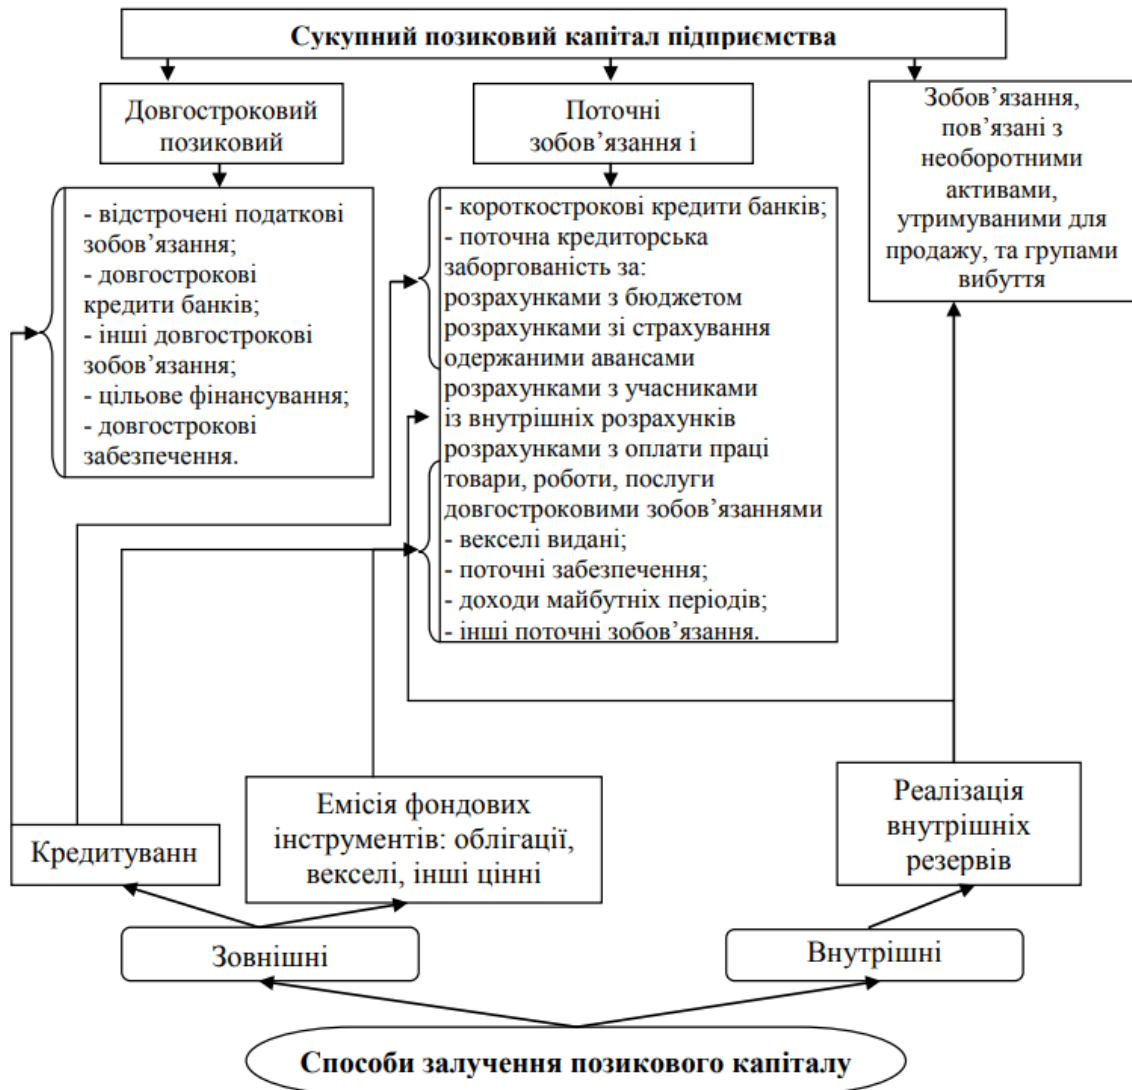 Сукупний позиковий капітал підприємства
Довгостроковий
позиковий
Поточні
зобов’язання і
Зобов’язання,
пов’язані з
необоротними
активами,
утримуваними для
продажу, та групами
вибуття
- відстрочені податкові
зобов’язання;
- довгострокові
кредити банків;
- інші довгострокові
зобов’язання;
- цільове фінансування;
- довгострокові
забезпечення.
- короткострокові кредити банків;
- поточна кредиторська
заборгованість за:
розрахунками з бюджетом
розрахунками зі страхування
одержаними авансами
розрахунками з учасниками
із внутрішніх розрахунків
розрахунками з оплати праці
товари, роботи, послуги
довгостроковими зобов’язаннями
- векселі видані;
- поточні забезпечення;
- доходи майбутніх періодів;
- інші поточні зобов’язання.
Кредитуванн
Емісія фондових
інструментів: облігації,
векселі, інші цінні
Реалізація
внутрішніх
резервів
Зовнішні
Внутрішні
Способи залучення позикового капіталу